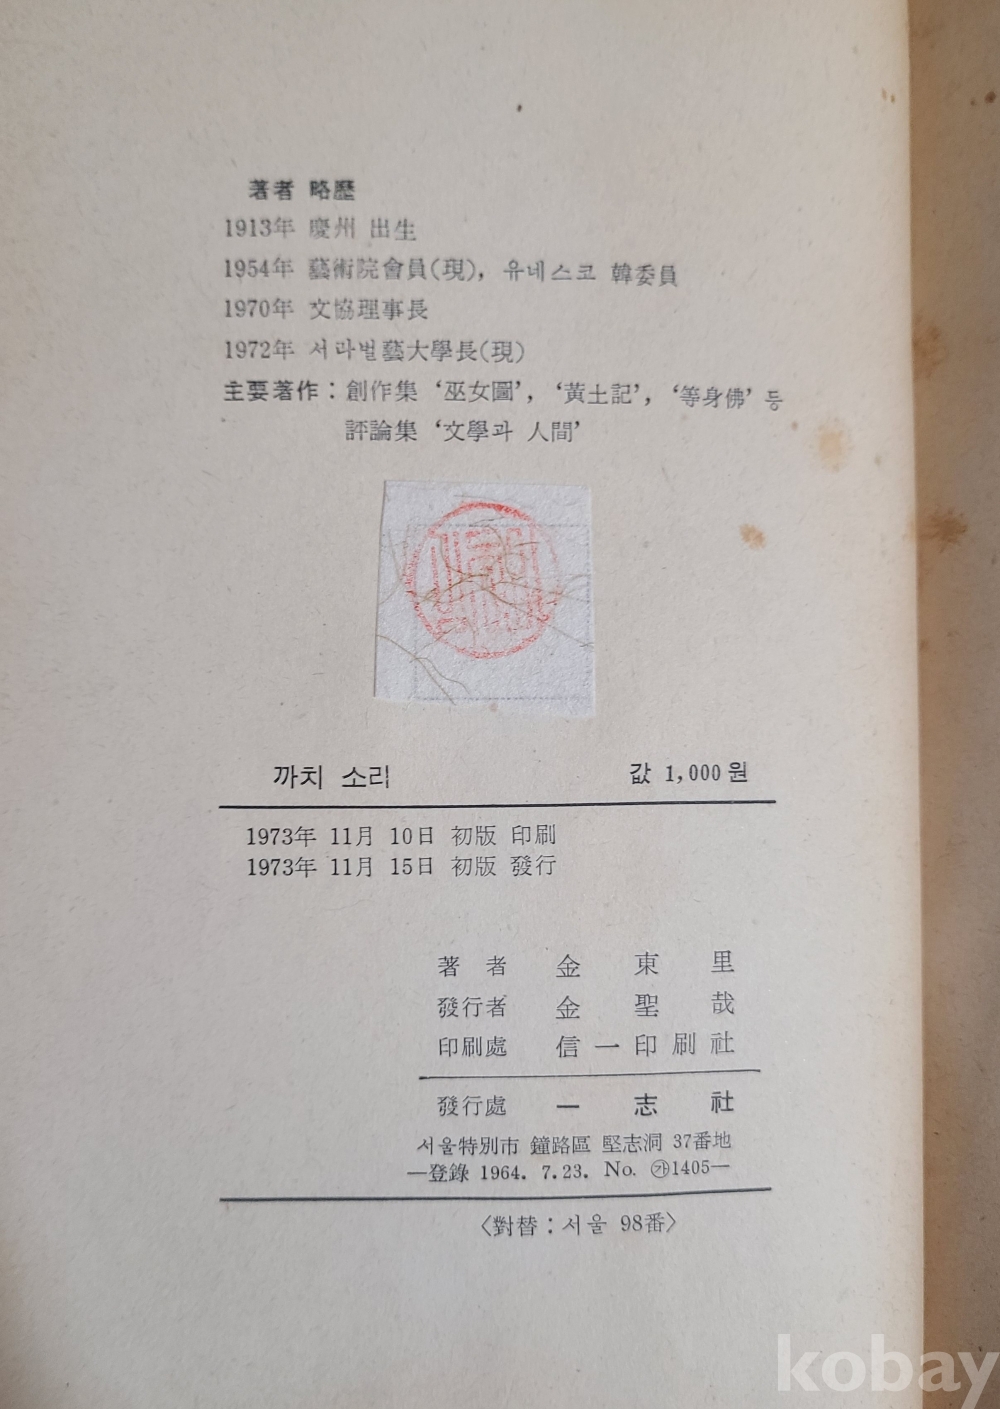 著者 略歷
1913年 慶州 出生
1954年 藝術院會員(現), 유네스코 韓委員
1970年 文協理事長
1972年 서라벌藝大學長(現)
主要著作 : 創作集 ‘巫女圖’, ‘黃土記’, ‘等身佛’ 등
評論集 ‘文學과 人間’
까치 소리 값 1,000원
1973年 11月 10日 初版 印刷
1973年 11月 15日 初版 發行
著者 金東里
發行者 金聖哉
印刷處 信一印刷社
發行處 一志社
서울特別市 鐘路區 堅志洞 37番地
—登錄 1964. 7.23. No. ㉮1405—
〈對替 : 서울 98番〉
kobay